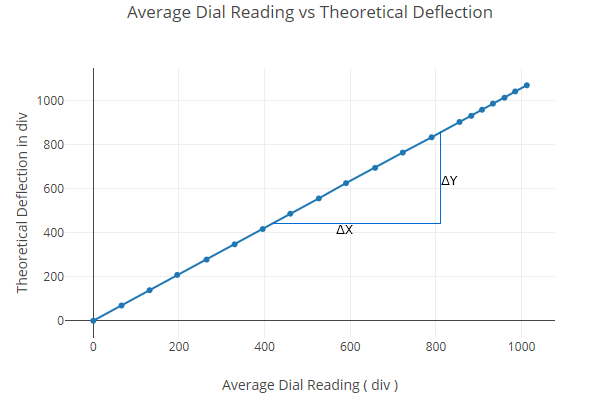 Average Dial Reading vs Theoretical Deflection
Theoretical Deflection in div
1000
800
600
400
200
0
ΔY
ΔX
0 200 400 600 800 1000
Average Dial Reading ( div )